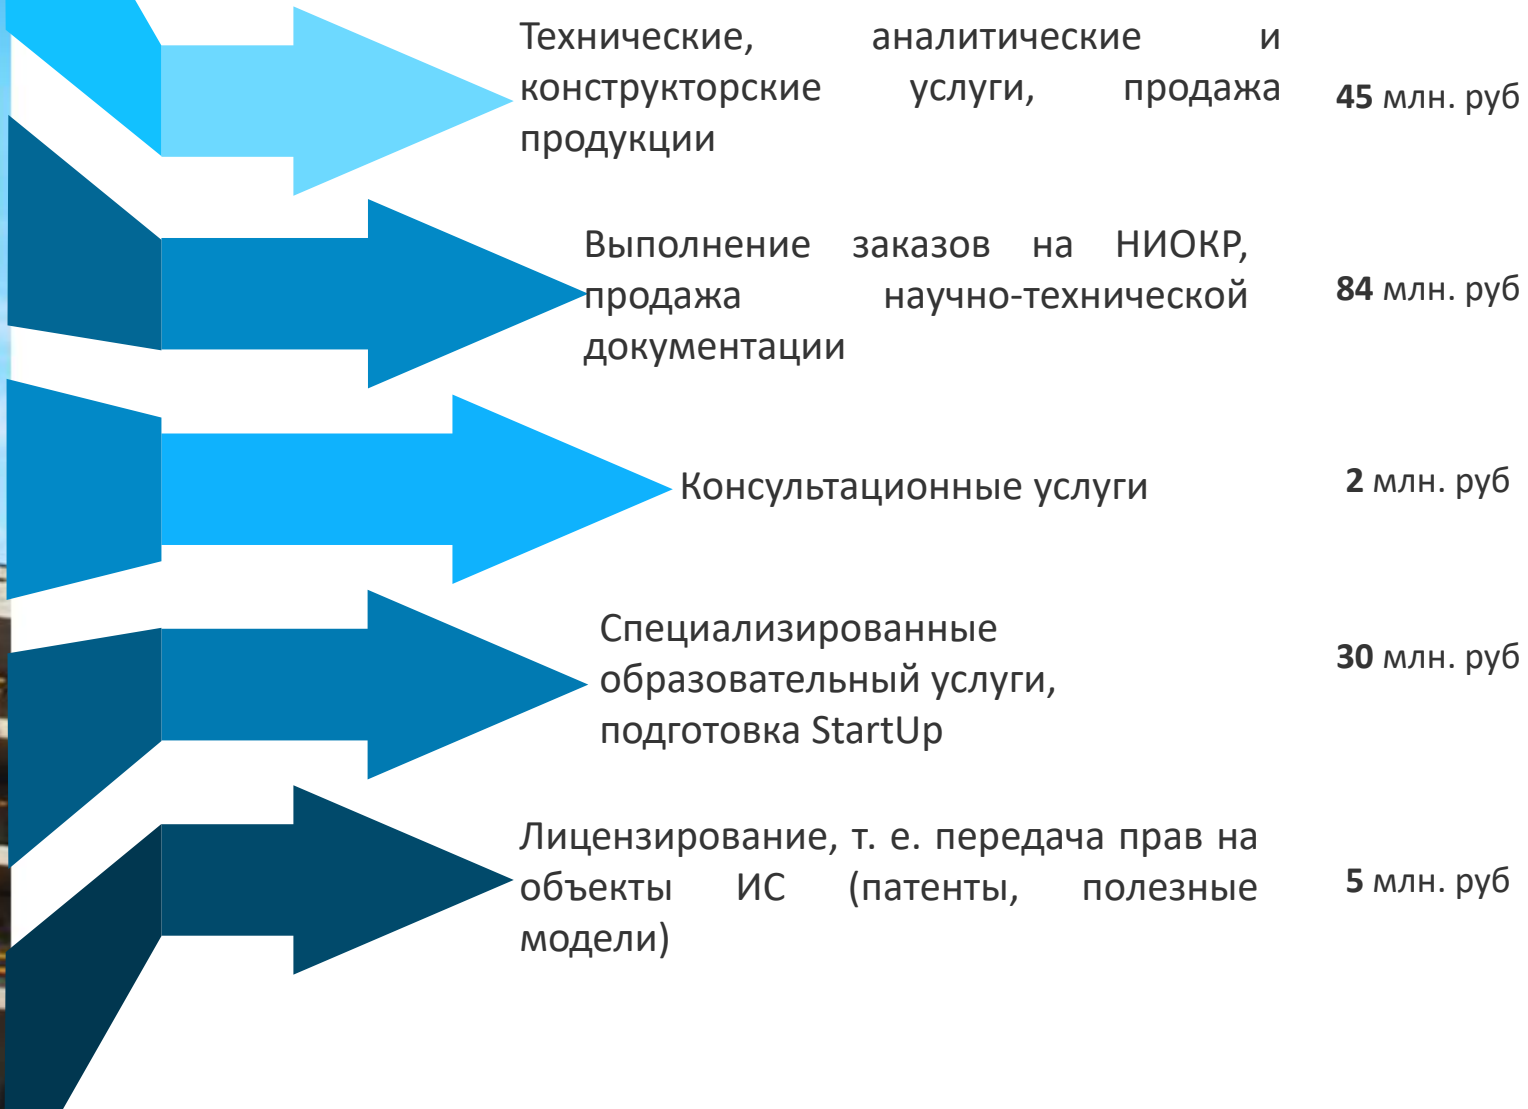 Технические, аналитические и
конструкторские услуги, продажа
продукции
45 млн. руб
Выполнение заказов на НИОКР,
продажа научно-технической
документации
84 млн. руб
Консультационные услуги
2 млн. руб
Специализированные
образовательный услуги,
подготовка StartUp
30 млн. руб
Лицензирование, т. е. передача прав на
объекты ИС (патенты, полезные
модели)
5 млн. руб